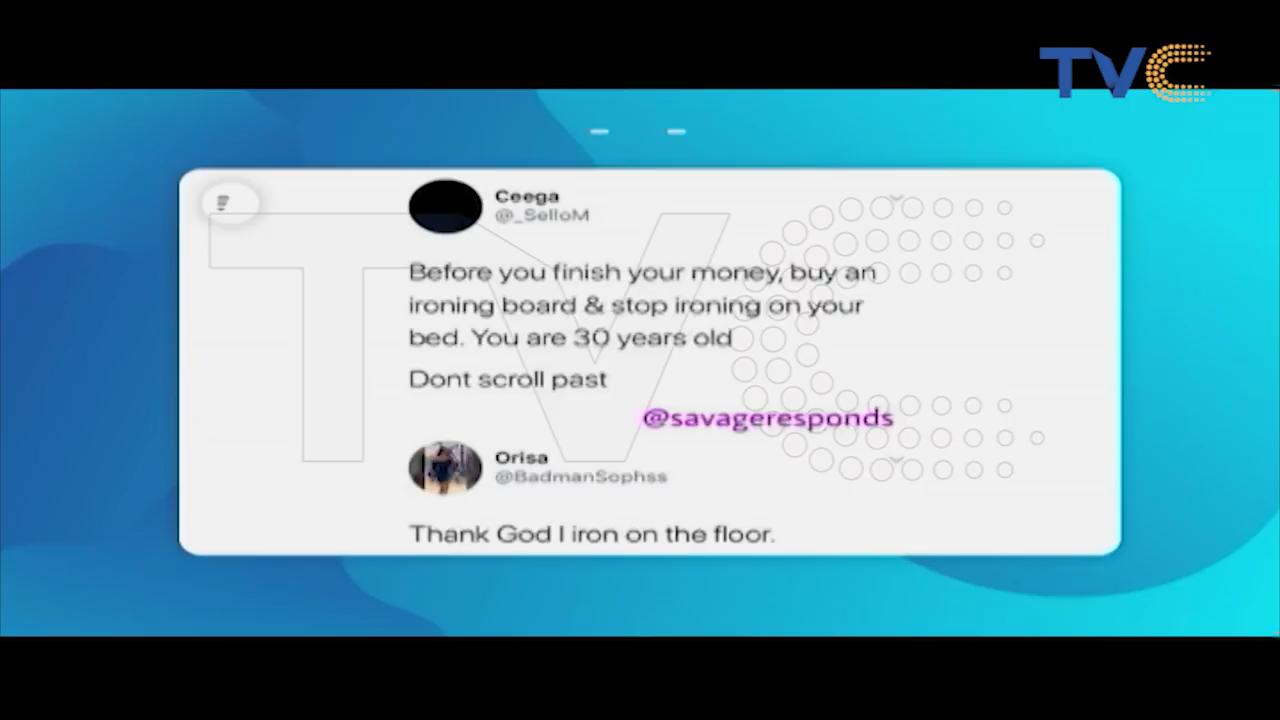 TVC
Ceega
@_SelloM
Before you finish your money, buy an
ironing board & stop ironing on your
bed. You are 30 years old
Dont scroll past
@savageresponds
Orisa
@BadmanSophss
Thank God I iron on the floor.
TVC